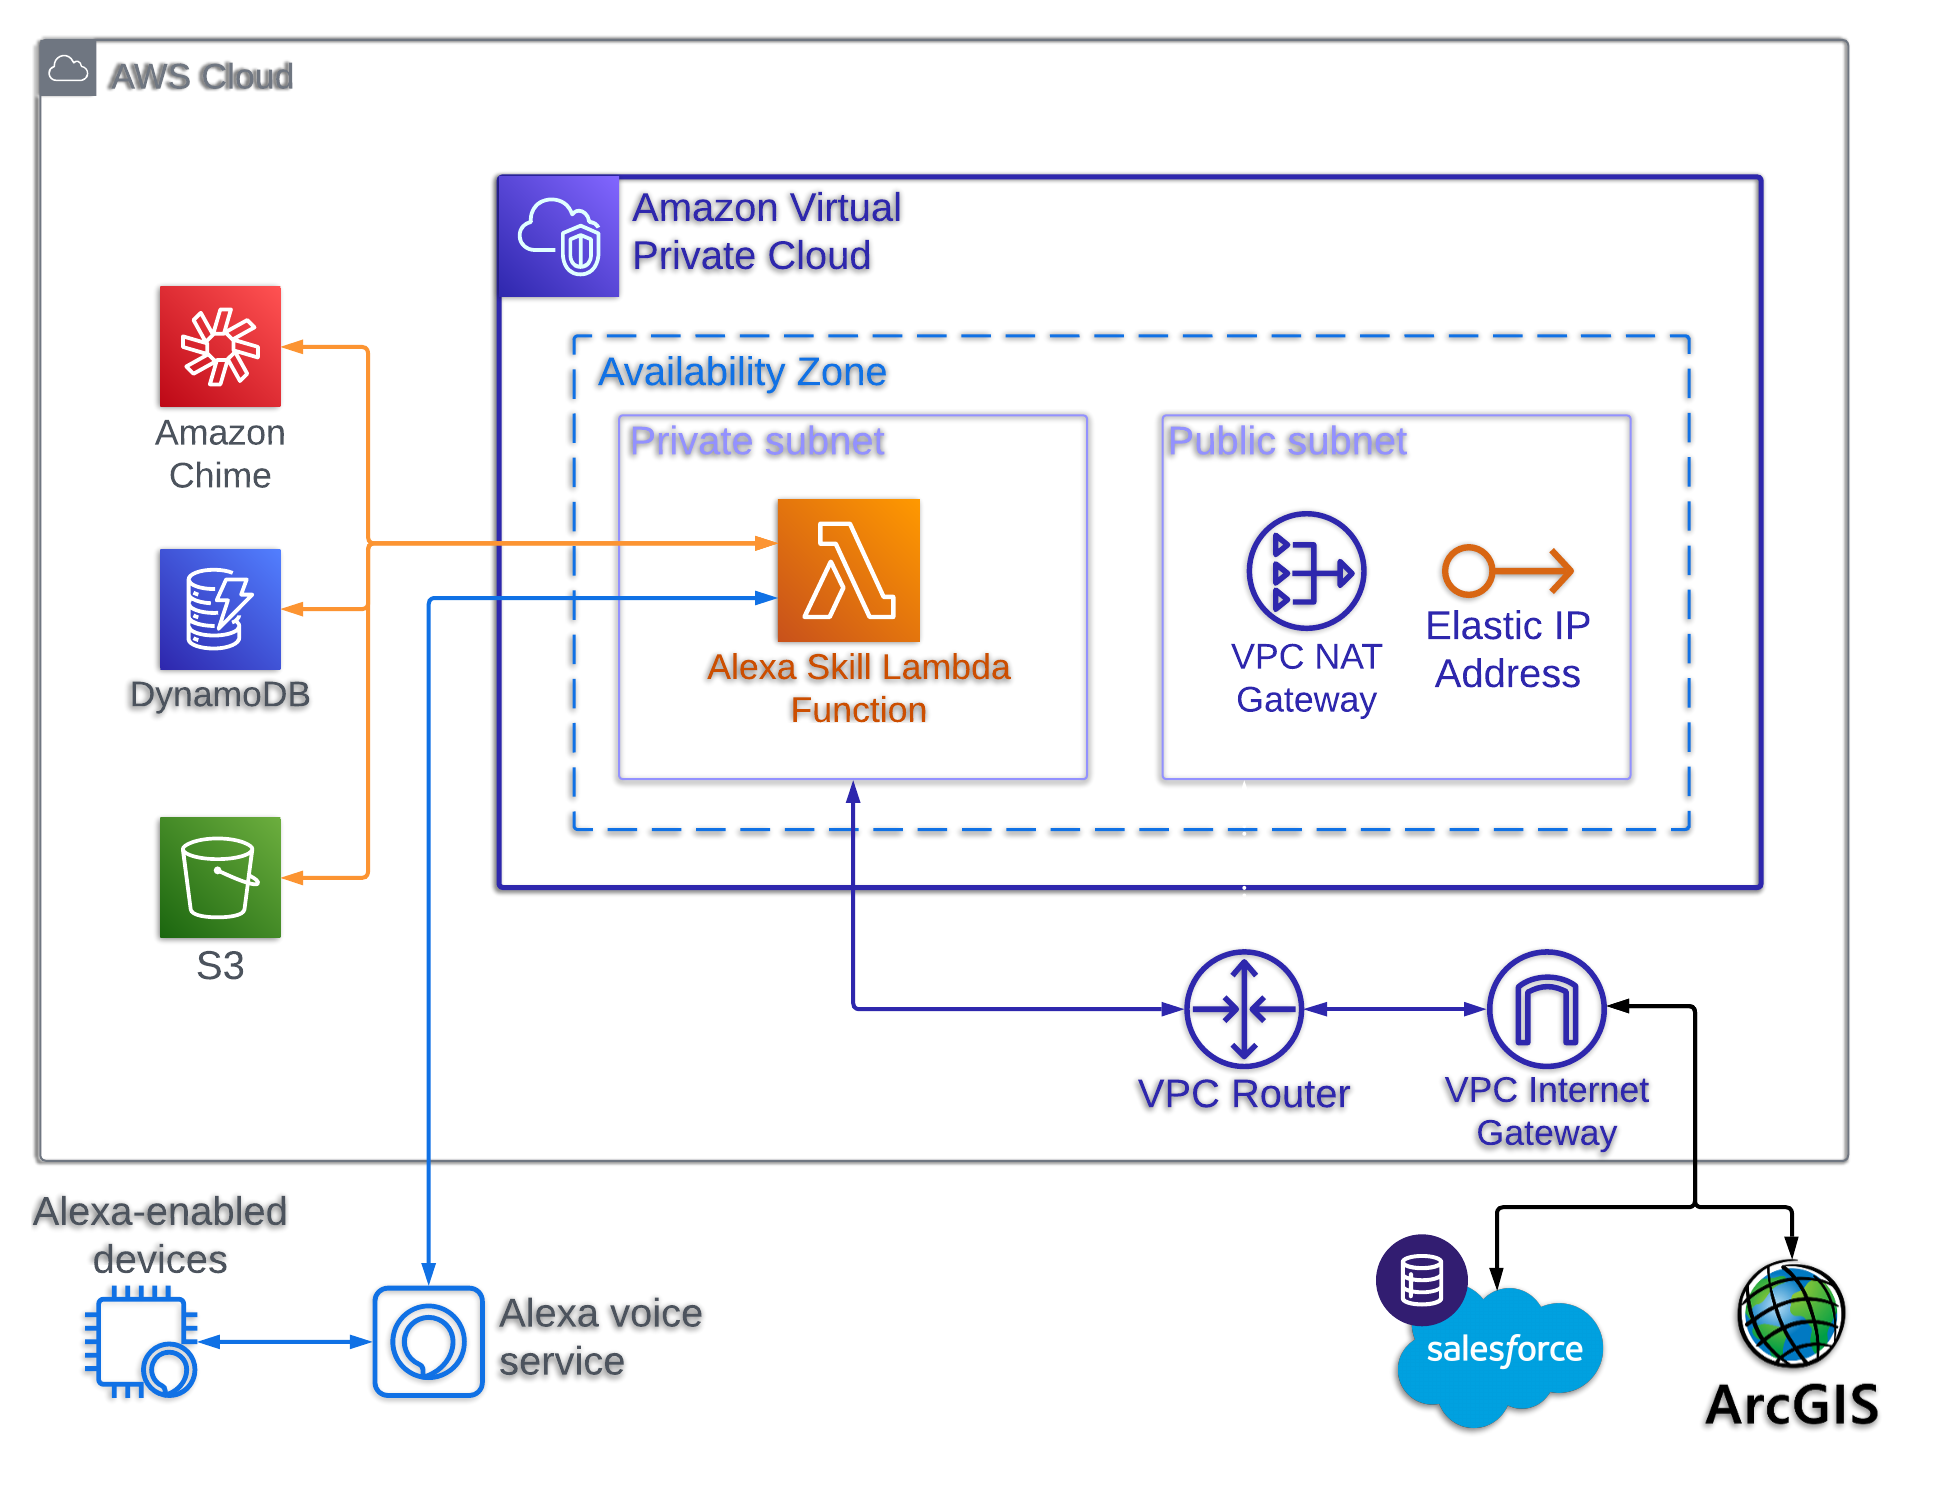 AWS Cloud
Amazon Virtual
Private Cloud
Availability Zone
Private subnet
Public subnet
Amazon
Chime
DynamoDB
S3
Alexa Skill Lambda
Function
VPC NAT
Gateway
Elastic IP
Address
VPC Router
VPC Internet
Gateway
Alexa-enabled
devices
Alexa voice
service
salesforce
ArcGIS